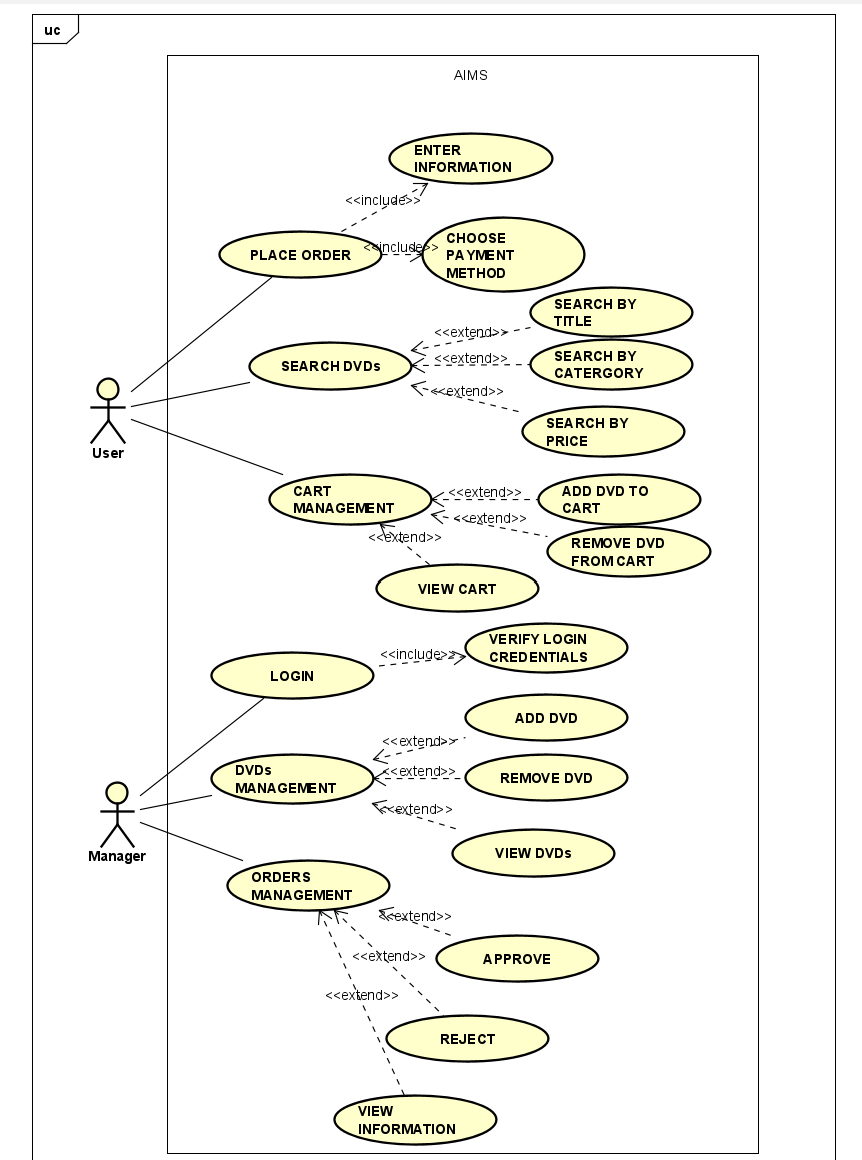 uc
AIMS
ENTER
INFORMATION
<<include>>
PLACE ORDER
<<include>>
CHOOSE
PAYMENT
METHOD
SEARCH BY
TITLE
<<extend>>
SEARCH DVDs
<<extend>>
SEARCH BY
CATERGORY
<<extend>>
SEARCH BY
PRICE
User
CART
MANAGEMENT
<<extend>>
ADD DVD TO
CART
<<extend>>
REMOVE DVD
FROM CART
<<extend>>
VIEW CART
LOGIN
<<include>>
VERIFY LOGIN
CREDENTIALS
ADD DVD
<<extend>>
DVDs
MANAGEMENT
<<extend>>
REMOVE DVD
<<extend>>
VIEW DVDs
Manager
ORDERS
MANAGEMENT
<<extend>>
APPROVE
<<extend>>
REJECT
<<extend>>
VIEW
INFORMATION